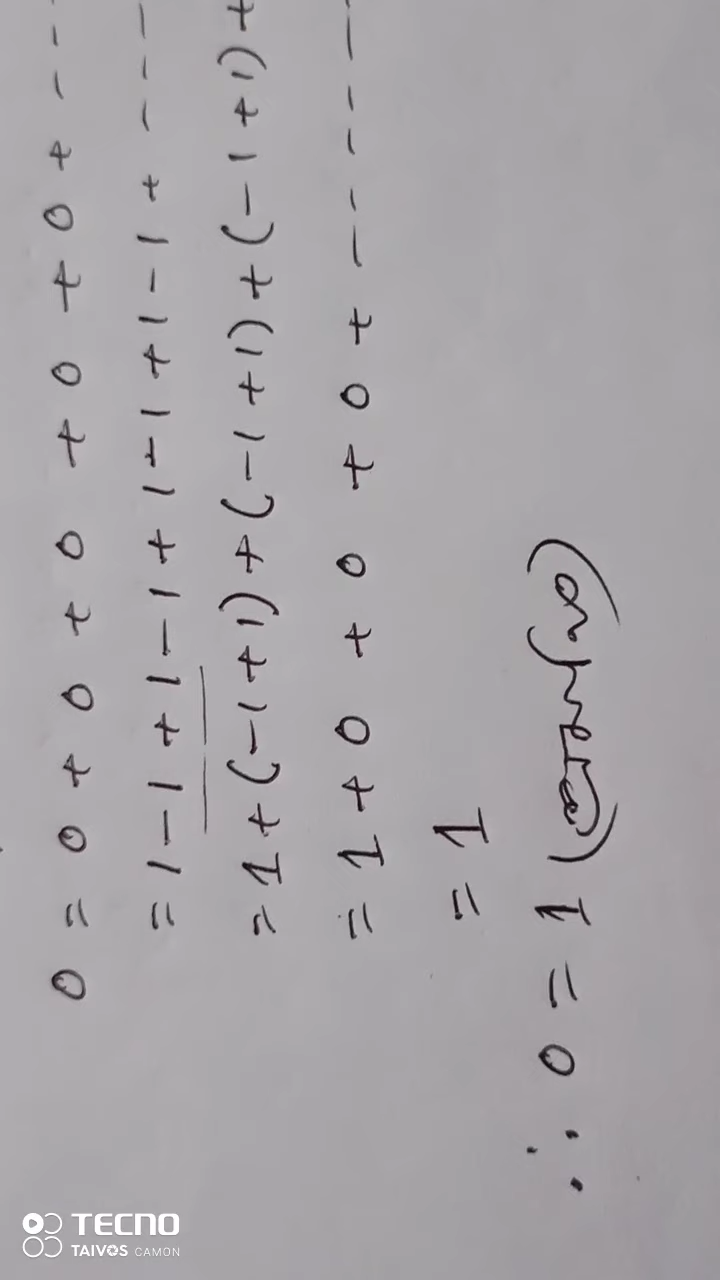 0 = 0 + 0 + 0 + 0 + 0 + ---
= 1 - 1 + 1 - 1 + 1 - 1 + 1 - 1 + ---
= 1 + (-1 + 1) + (-1 + 1) + (-1 + 1) +
= 1 + 0 + 0 + 0 + -----
= 1
∴ 0 = 1
TECNO
TAIVOS CAMON